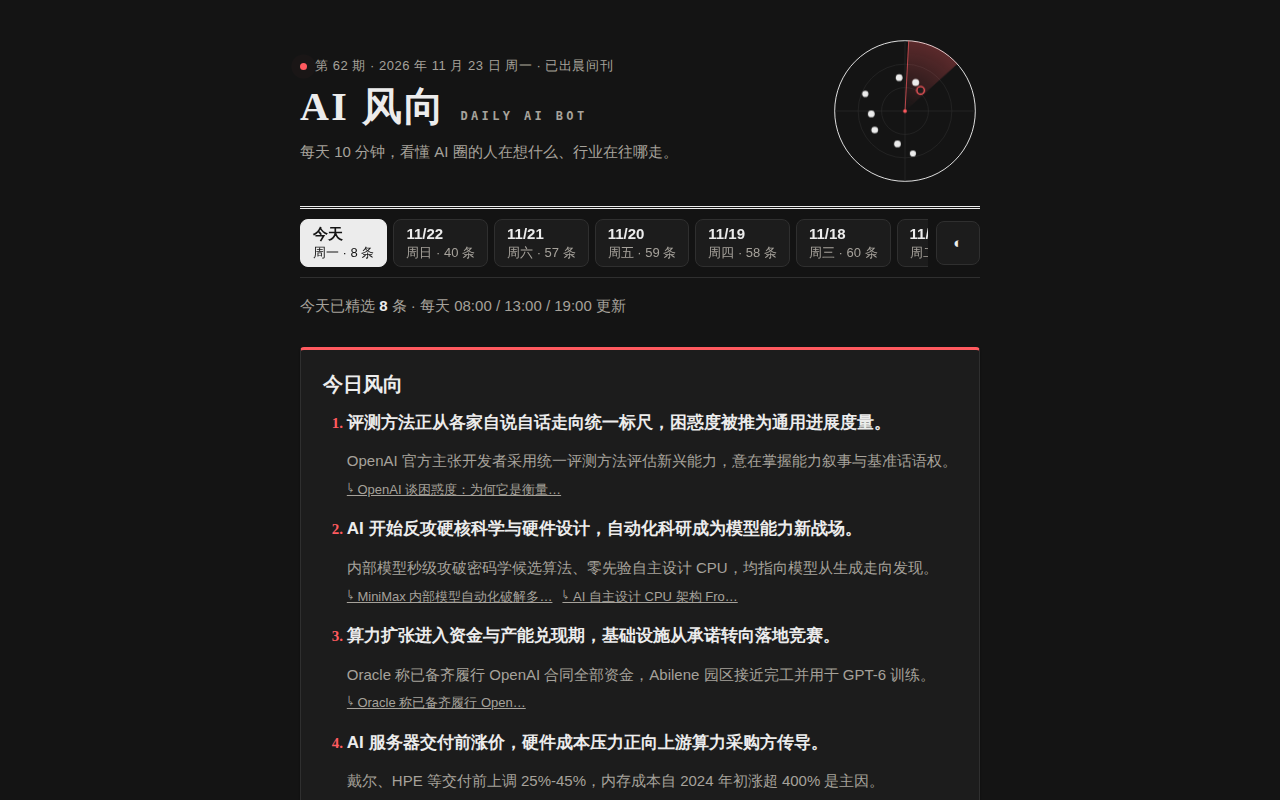 第 62 期 · 2026 年 11 月 23 日 周一 · 已出晨间刊
AI 风向 DAILY AI BOT
每天 10 分钟，看懂 AI 圈的人在想什么、行业在往哪走。
今天 11/22 11/21 11/20 11/19 11/18 11/
周一 · 8 条 周日 · 40 条 周六 · 57 条 周五 · 59 条 周四 · 58 条 周三 · 60 条 周二
今天已精选 8 条 · 每天 08:00 / 13:00 / 19:00 更新
今日风向
1. 评测方法正从各家自说自话走向统一标尺，困惑度被推为通用进展度量。
OpenAI 官方主张开发者采用统一评测方法评估新兴能力，意在掌握能力叙事与基准话语权。
↳ OpenAI 谈困惑度：为何它是衡量…
2. AI 开始反攻硬核科学与硬件设计，自动化科研成为模型能力新战场。
内部模型秒级攻破密码学候选算法、零先验自主设计 CPU，均指向模型从生成走向发现。
↳ MiniMax 内部模型自动化破解多… ↳ AI 自主设计 CPU 架构 Fro…
3. 算力扩张进入资金与产能兑现期，基础设施从承诺转向落地竞赛。
Oracle 称已备齐履行 OpenAI 合同全部资金，Abilene 园区接近完工并用于 GPT-6 训练。
↳ Oracle 称已备齐履行 Open…
4. AI 服务器交付前涨价，硬件成本压力正向上游算力采购方传导。
戴尔、HPE 等交付前上调 25%-45%，内存成本自 2024 年初涨超 400% 是主因。